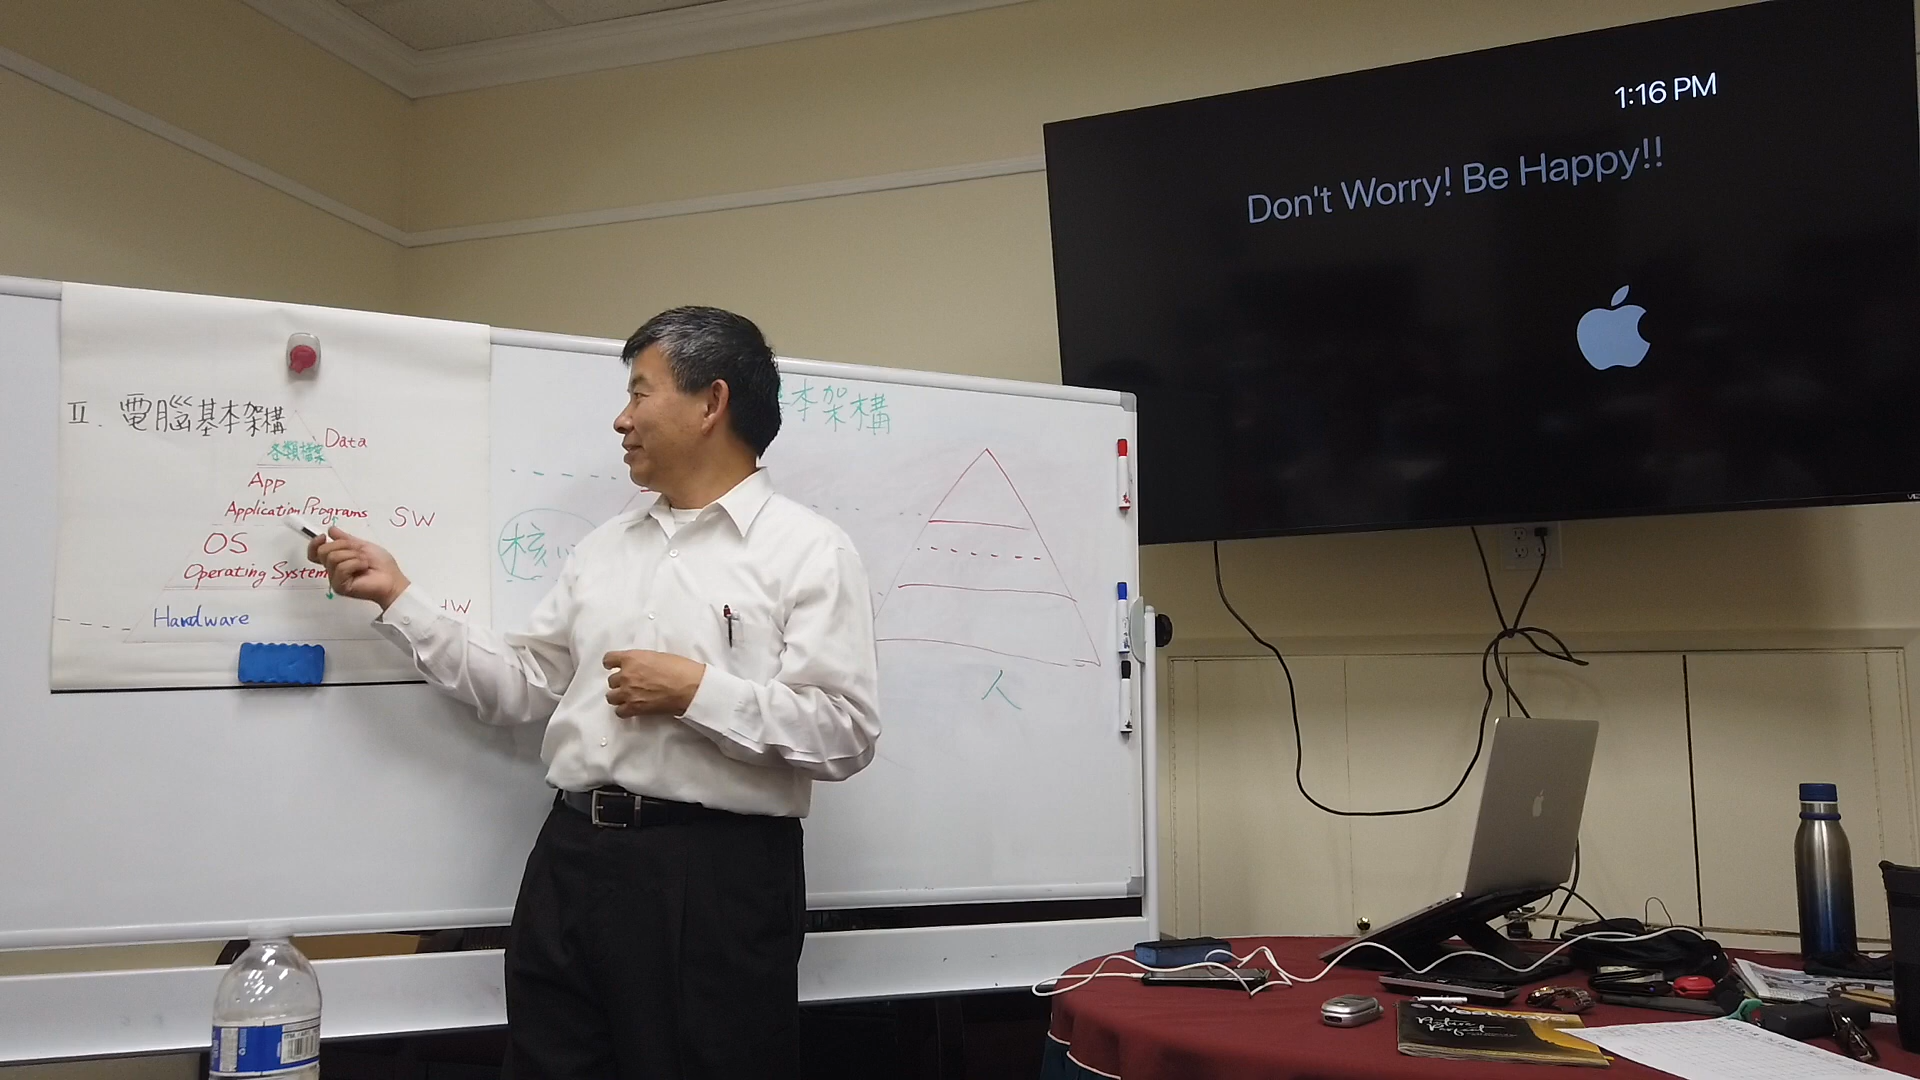 II. 電腦基本架構
Data
各類檔案
App
Application Programs
SW
OS
Operating System
HW
Hardware
本架構
核
人
1:16 PM
Don't Worry! Be Happy!!
Westways